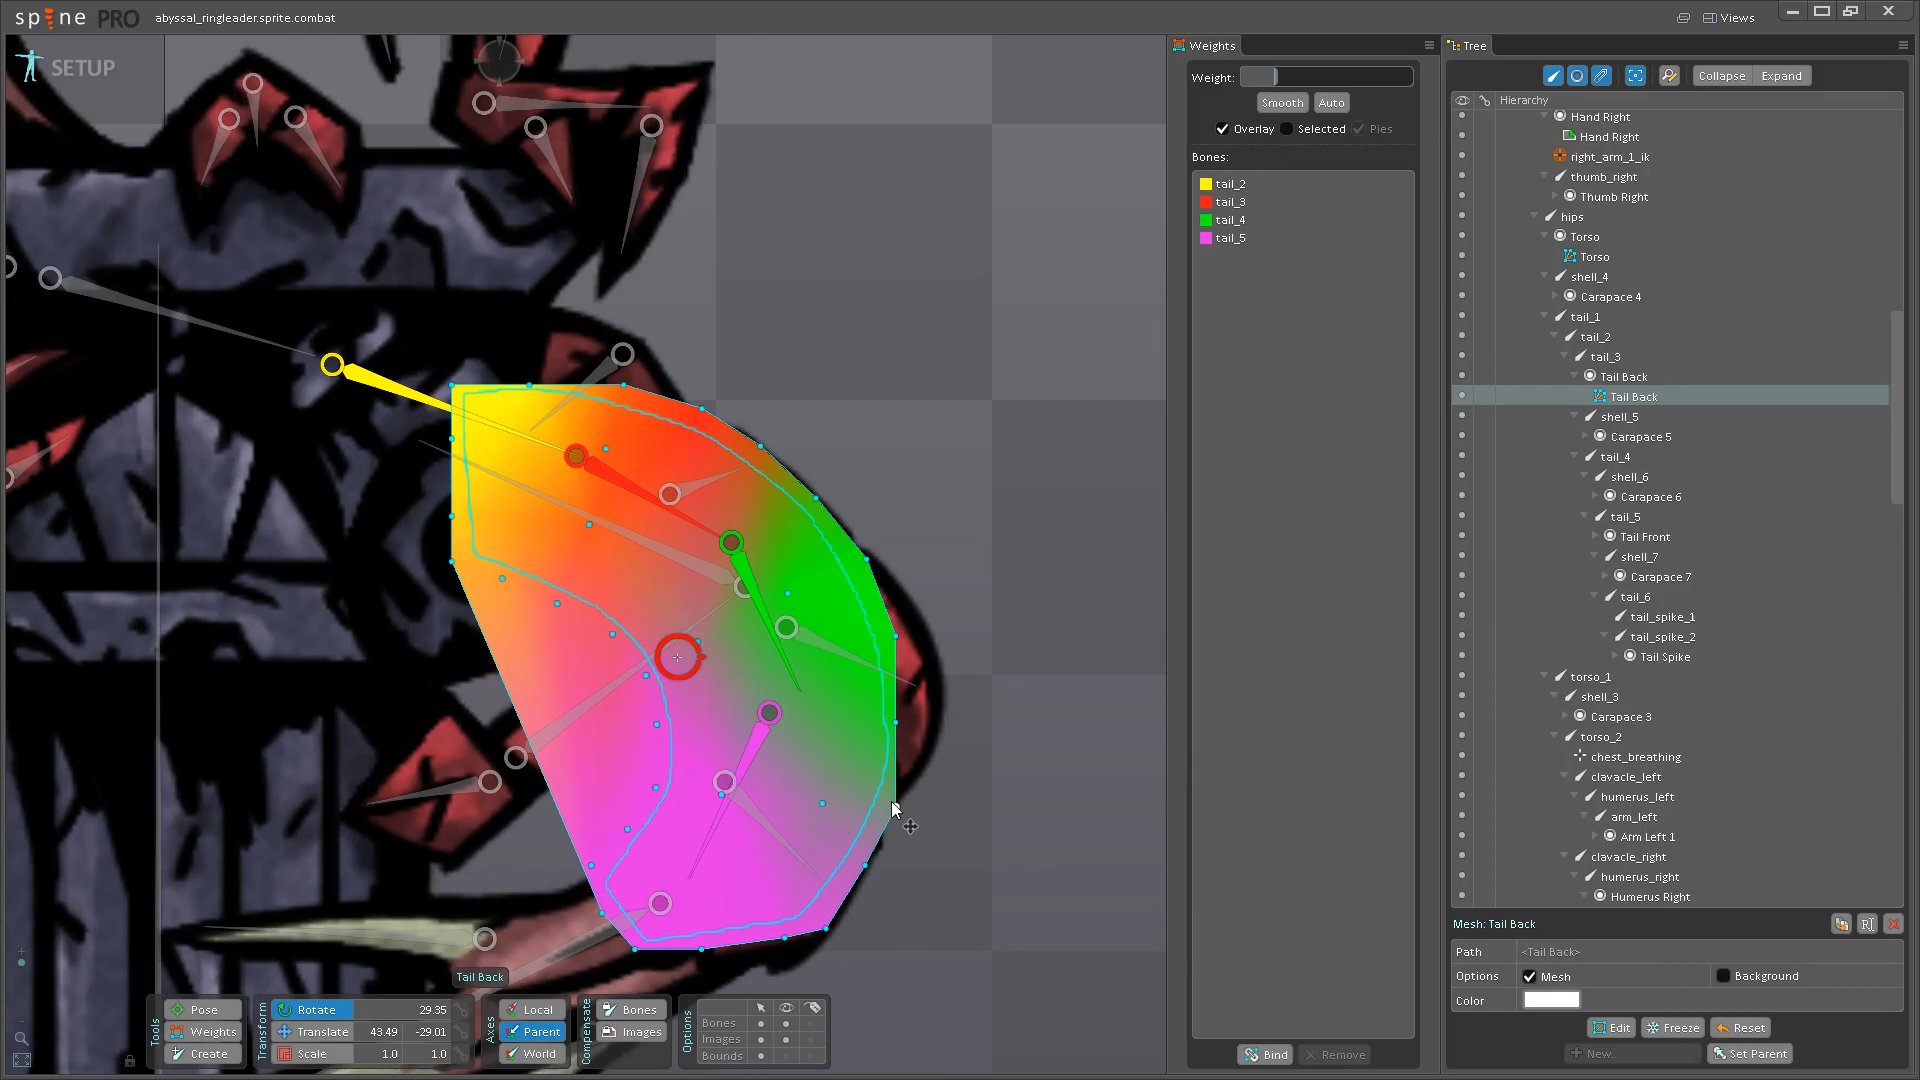 spine PRO abyssal_ringleader.sprite.combat Views
SETUP
Weights
Weight:
Smooth Auto
Overlay Selected Pies
Bones:
tail_2
tail_3
tail_4
tail_5
Bind Remove
Tree
Collapse Expand
Hierarchy
Hand Right
Hand Right
right_arm_1_ik
thumb_right
Thumb Right
hips
Torso
Torso
shell_4
Carapace 4
tail_1
tail_2
tail_3
Tail Back
Tail Back
shell_5
Carapace 5
tail_4
shell_6
Carapace 6
tail_5
Tail Front
shell_7
Carapace 7
tail_6
tail_spike_1
tail_spike_2
Tail Spike
torso_1
shell_3
Carapace 3
torso_2
chest_breathing
clavacle_left
humerus_left
arm_left
Arm Left 1
clavacle_right
humerus_right
Humerus Right
Mesh: Tail Back
Path <Tail Back>
Options Mesh Background
Color
Edit Freeze Reset
New... Set Parent
Tail Back
Tools
Pose
Weights
Create
Transform
Rotate 29.35
Translate 43.49 -29.01
Scale 1.0 1.0
Axes
Local
Parent
World
Compensate
Bones
Images
Options
Bones
Images
Bounds